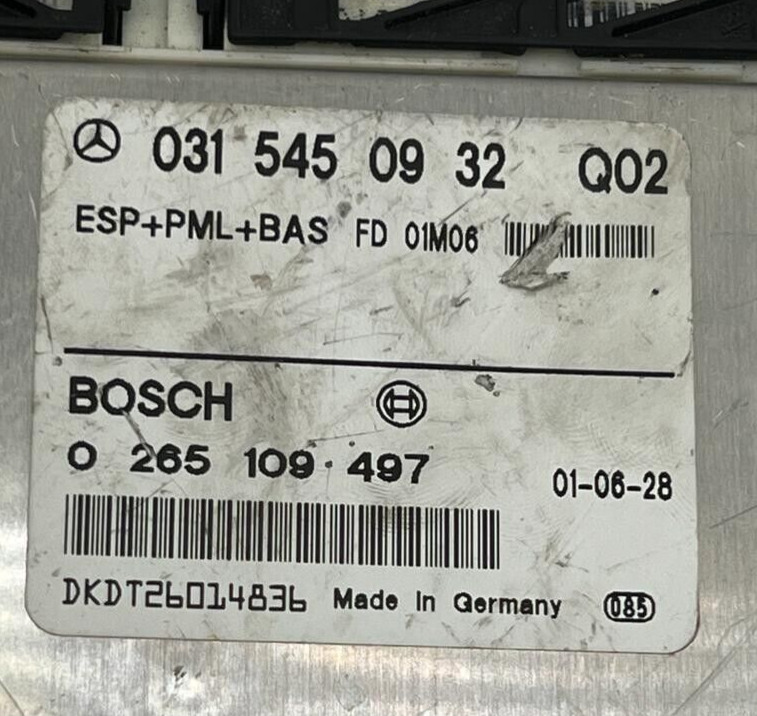 031 545 09 32 Q02
ESP+PML+BAS FD 01M06
BOSCH
0 265 109 497
01-06-28
DKDT26014836 Made in Germany 085